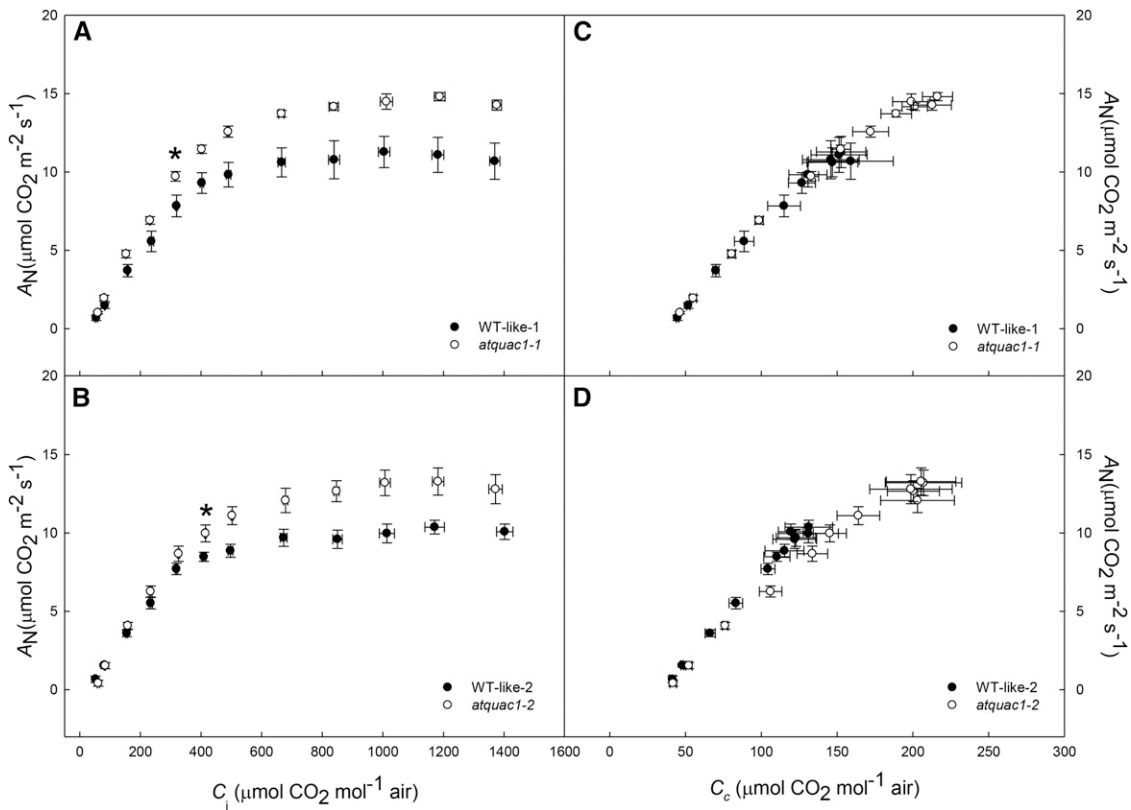 A
20
15
10
5
0
*
AN(μmol CO2 m-2 s-1)
WT-like-1
atquac1-1
C
20
15
10
5
0
AN(μmol CO2 m-2 s-1)
WT-like-1
atquac1-1
B
20
15
10
5
0
*
AN(μmol CO2 m-2 s-1)
WT-like-2
atquac1-2
0 200 400 600 800 1000 1200 1400 1600
Ci (μmol CO2 mol-1 air)
D
20
15
10
5
0
AN(μmol CO2 m-2 s-1)
WT-like-2
atquac1-2
50 100 150 200 250 300
Cc (μmol CO2 mol-1 air)